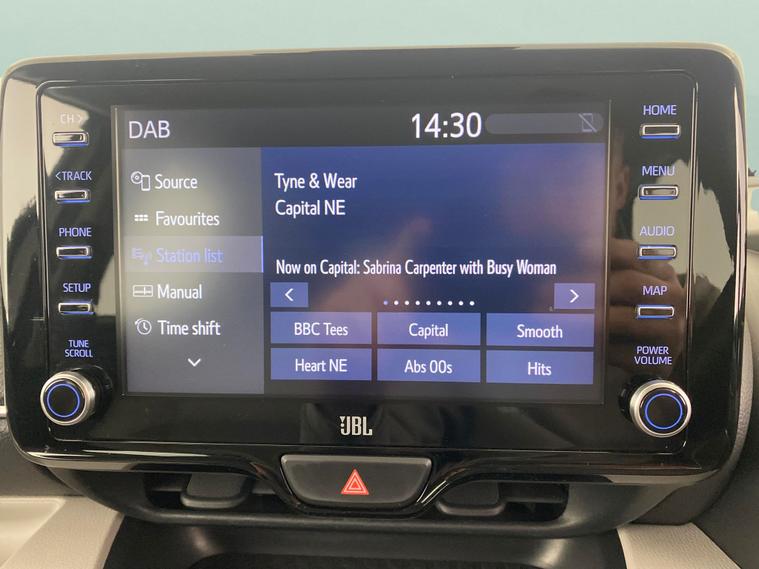 DAB
14:30
Source
Favourites
Station list
Manual
Time shift
Tyne & Wear
Capital NE
Now on Capital: Sabrina Carpenter with Busy Woman
BBC Tees
Capital
Smooth
Heart NE
Abs 00s
Hits
CH >
< TRACK
PHONE
SETUP
TUNE
SCROLL
HOME
MENU
AUDIO
MAP
POWER
VOLUME
JBL